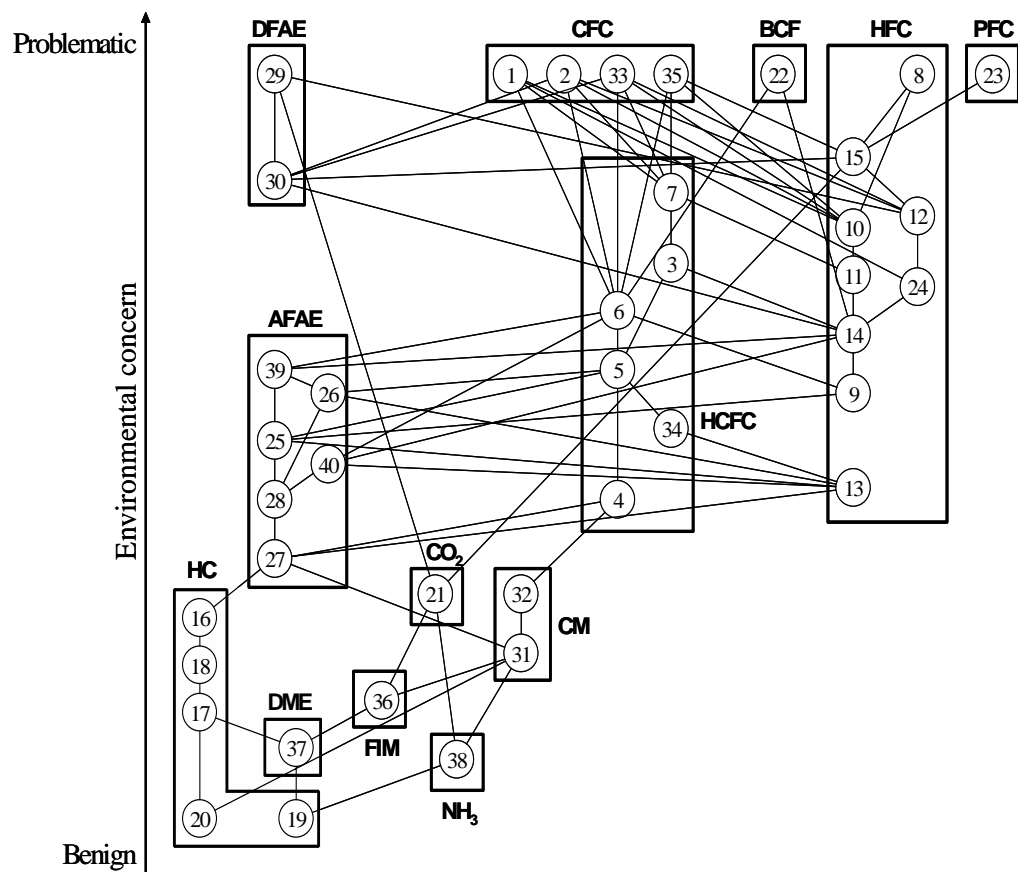 DFAE CFC BCF HFC PFC
Problematic
29 1 2 33 35 22 8 23
15
30 7 12
10
3 11 24
6
AFAE 14
39 5
26 9
34 HCFC
25
40
28 4 13
27
HC CO2
21 32 CM
16
18 31
DME 36
17 37 FIM
38
NH3
20 19
Benign
Environmental concern